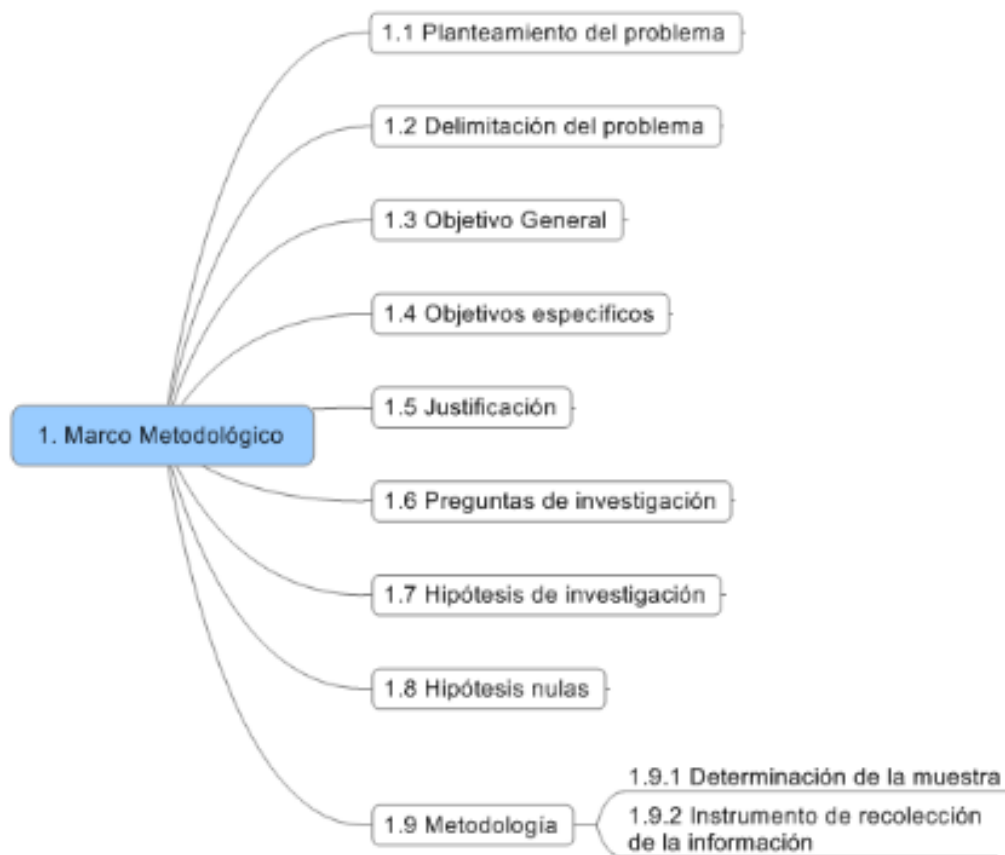 1.1 Planteamiento del problema
1.2 Delimitación del problema
1.3 Objetivo General
1.4 Objetivos específicos
1. Marco Metodológico
1.5 Justificación
1.6 Preguntas de investigación
1.7 Hipótesis de investigación
1.8 Hipótesis nulas
1.9 Metodología
1.9.1 Determinación de la muestra
1.9.2 Instrumento de recolección
de la información